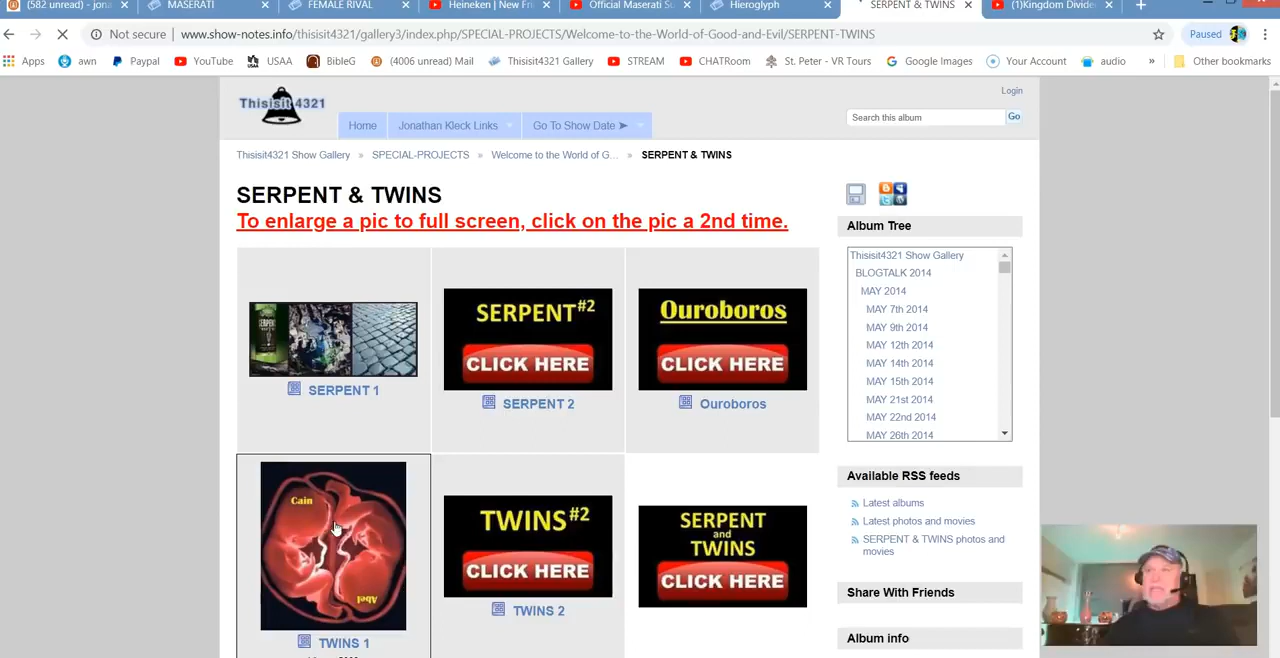 (582 unread) - jona
MASERATI
FEMALE RIVAL
Heineken | New Fri
Official Maserati Su
Hieroglyph
SERPENT & TWINS
(1)Kingdom Divide
Not secure
www.show-notes.info/thisisit4321/gallery3/index.php/SPECIAL-PROJECTS/Welcome-to-the-World-of-Good-and-Evil/SERPENT-TWINS
Paused
Apps
awn
Paypal
YouTube
USAA
BibleG
(4006 unread) Mail
Thisisit4321 Gallery
STREAM
CHATRoom
St. Peter - VR Tours
Google Images
Your Account
audio
»
Other bookmarks
Login
Thisisit 4321
Home
Jonathan Kleck Links
Go To Show Date ➤
Search this album
Go
Thisisit4321 Show Gallery » SPECIAL-PROJECTS » Welcome to the World of G... » SERPENT & TWINS
SERPENT & TWINS
To enlarge a pic to full screen, click on the pic a 2nd time.
SERPENT 1
SERPENT#2
CLICK HERE
SERPENT 2
Ouroboros
CLICK HERE
Ouroboros
Cain
Abel
TWINS 1
TWINS#2
CLICK HERE
TWINS 2
SERPENT
and
TWINS
CLICK HERE
Album Tree
Thisisit4321 Show Gallery
BLOGTALK 2014
MAY 2014
MAY 7th 2014
MAY 9th 2014
MAY 12th 2014
MAY 14th 2014
MAY 15th 2014
MAY 21st 2014
MAY 22nd 2014
MAY 26th 2014
Available RSS feeds
Latest albums
Latest photos and movies
SERPENT & TWINS photos and
movies
Share With Friends
Album info